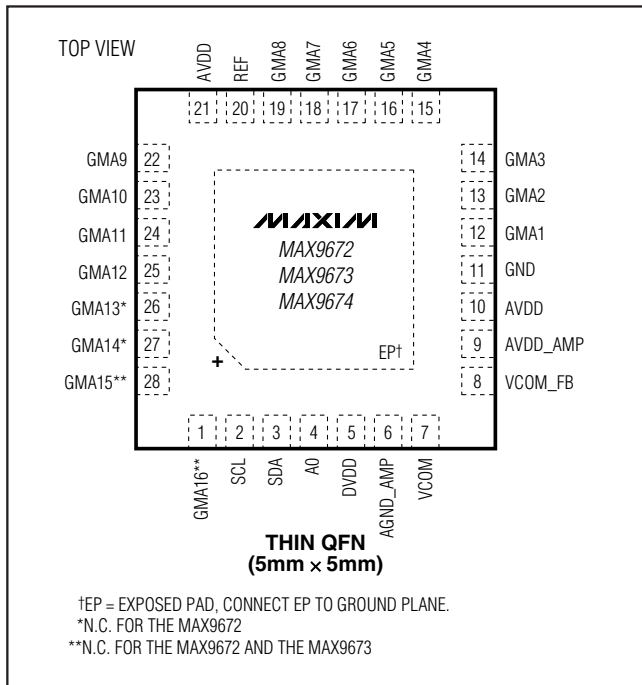 TOP VIEW
AVDD
REF
GMA8
GMA7
GMA6
GMA5
GMA4
21
20
19
18
17
16
15
GMA9 22
GMA10 23
GMA11 24
GMA12 25
GMA13* 26
GMA14* 27
GMA15** 28
14 GMA3
13 GMA2
12 GMA1
11 GND
10 AVDD
9 AVDD_AMP
8 VCOM_FB
MAXIM
MAX9672
MAX9673
MAX9674
EP†
+
1
2
3
4
5
6
7
GMA16**
SCL
SDA
A0
DVDD
AGND_AMP
VCOM
THIN QFN
(5mm × 5mm)
†EP = EXPOSED PAD, CONNECT EP TO GROUND PLANE.
*N.C. FOR THE MAX9672
**N.C. FOR THE MAX9672 AND THE MAX9673